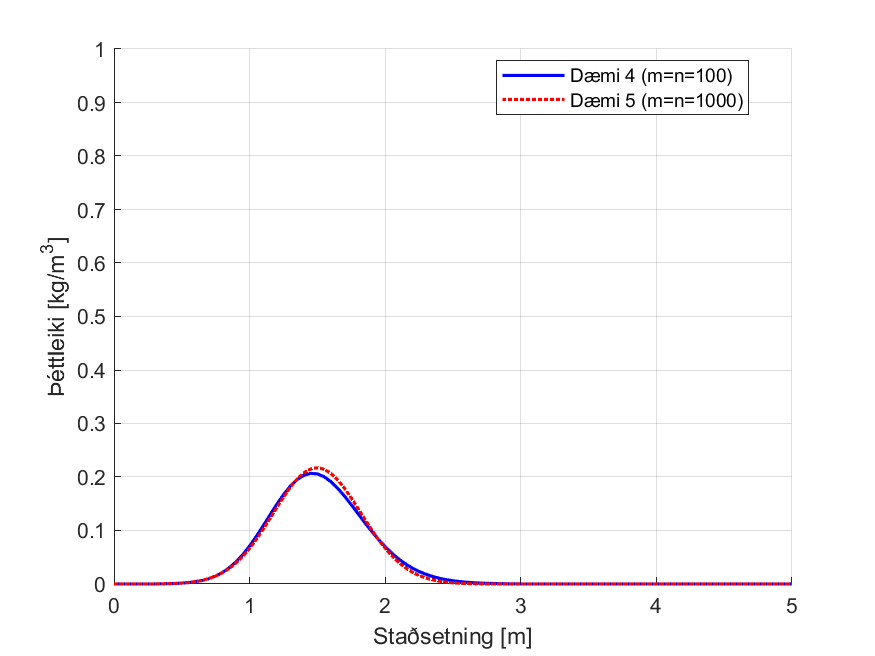 Dæmi 4 (m=n=100)
Dæmi 5 (m=n=1000)
1
0.9
0.8
0.7
0.6
0.5
0.4
0.3
0.2
0.1
0
Þéttleiki [kg/m³]
0 1 2 3 4 5
Staðsetning [m]